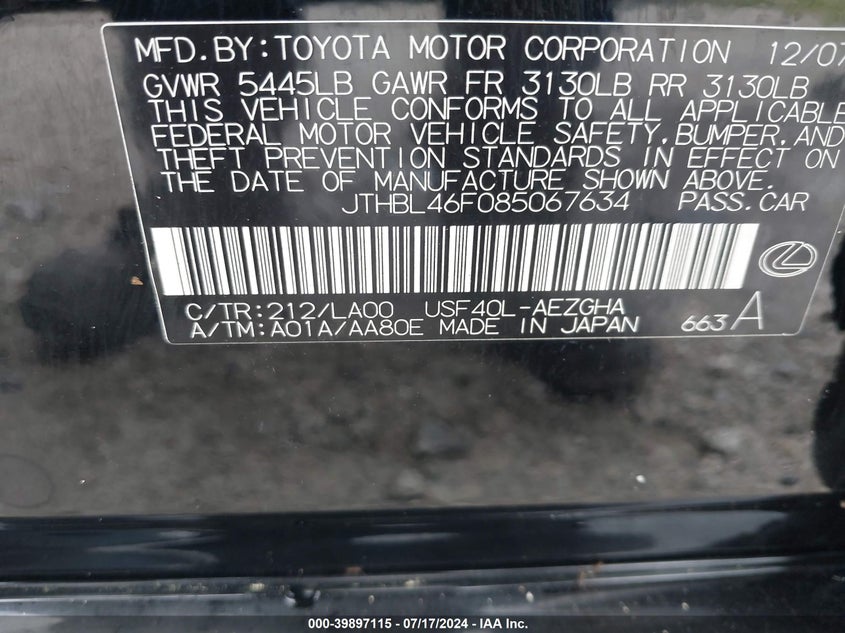 MFD. BY: TOYOTA MOTOR CORPORATION 12/07
GVWR 5445LB GAWR FR 3130LB RR 3130LB
THIS VEHICLE CONFORMS TO ALL APPLICABLE
FEDERAL MOTOR VEHICLE SAFETY, BUMPER, AND
THEFT PREVENTION STANDARDS IN EFFECT ON
THE DATE OF MANUFACTURE SHOWN ABOVE.
JTHBL46F085067634 PASS. CAR
C/TR: 212/LA00 USF40L-AEZGHA
A/TM: A01A/AA80E MADE IN JAPAN 663 A
000-39897115 - 07/17/2024 - IAA, Inc.